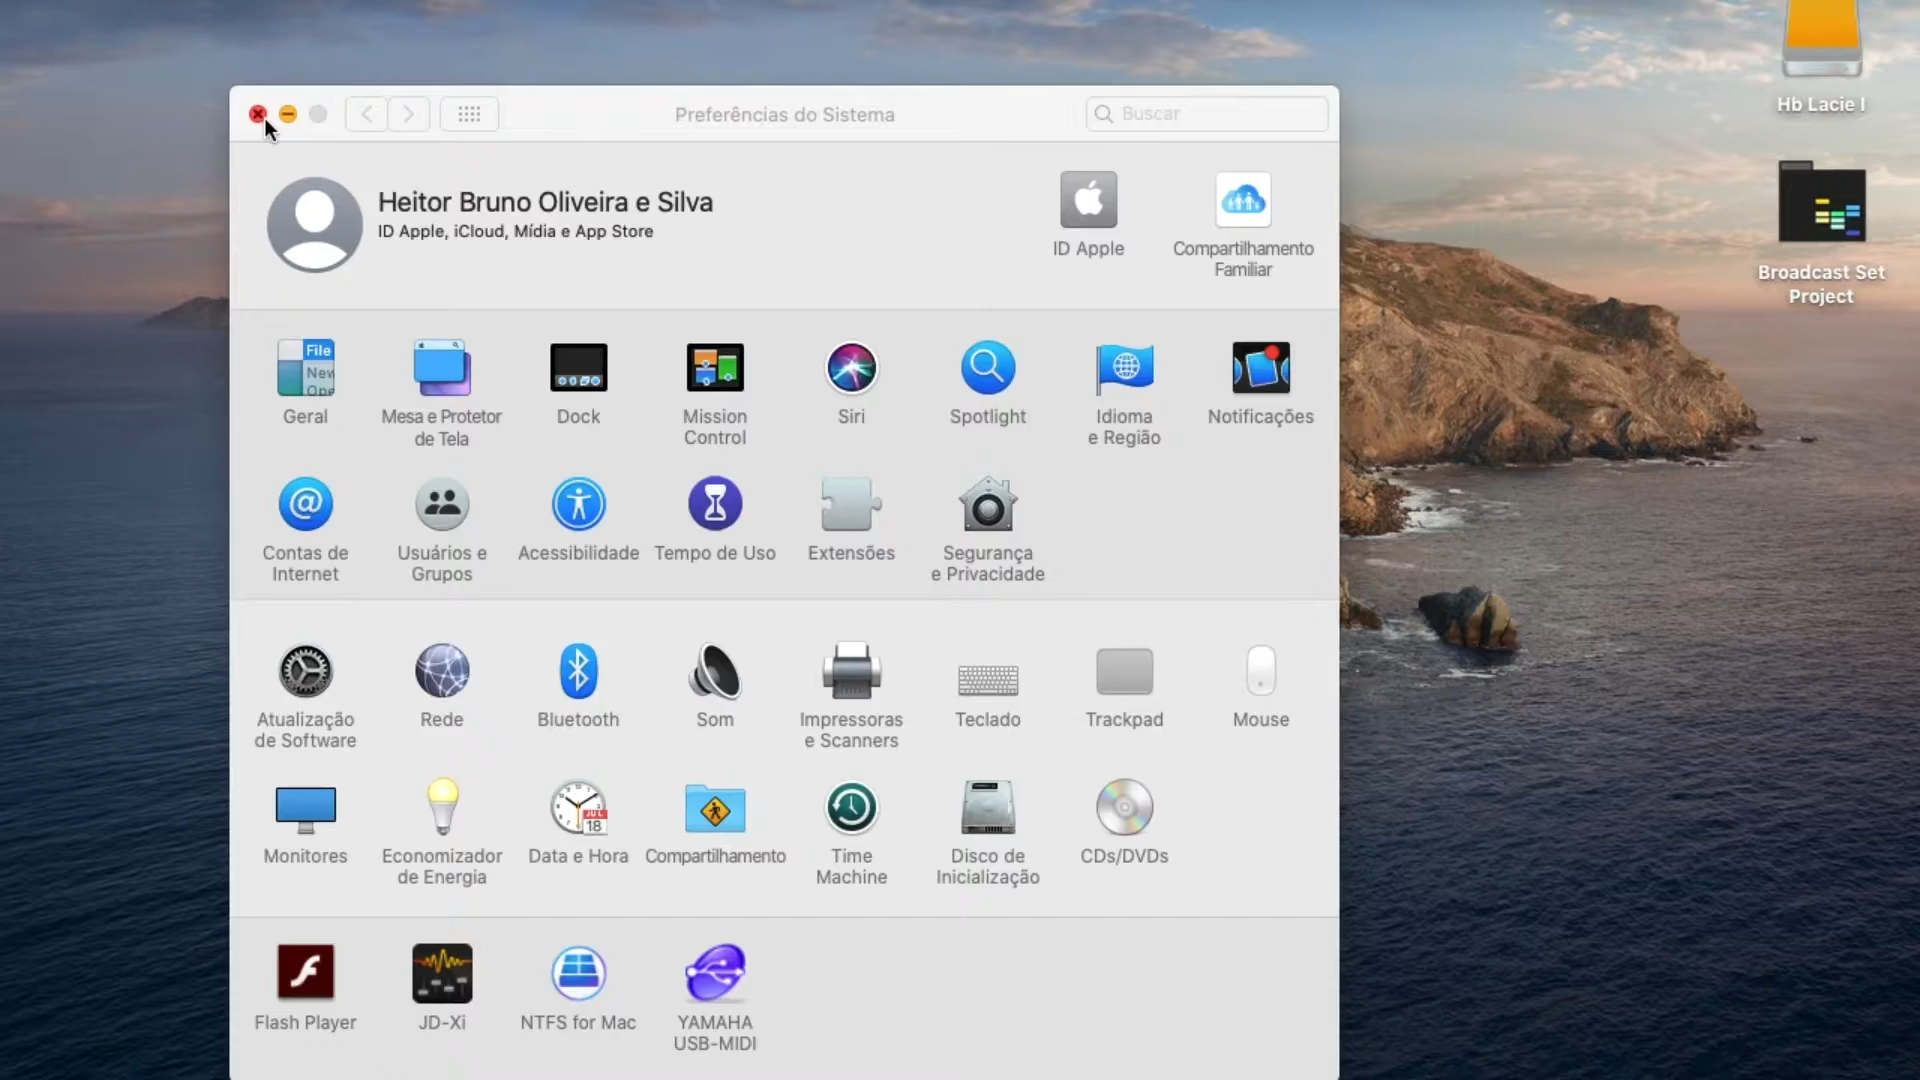 Preferências do Sistema
Buscar
Hb Lacie I
Broadcast Set
Project
Heitor Bruno Oliveira e Silva
ID Apple, iCloud, Mídia e App Store
ID Apple
Compartilhamento
Familiar
File
New
Ope
Geral
Mesa e Protetor
de Tela
Dock
Mission
Control
Siri
Spotlight
Idioma
e Região
Notificações
@
Contas de
Internet
Usuários e
Grupos
Acessibilidade
Tempo de Uso
Extensões
Segurança
e Privacidade
Atualização
de Software
Rede
Bluetooth
Som
Impressoras
e Scanners
Teclado
Trackpad
Mouse
Monitores
Economizador
de Energia
JUL
18
Data e Hora
Compartilhamento
Time
Machine
Disco de
Inicialização
CDs/DVDs
Flash Player
JD-Xi
NTFS for Mac
YAMAHA
USB-MIDI